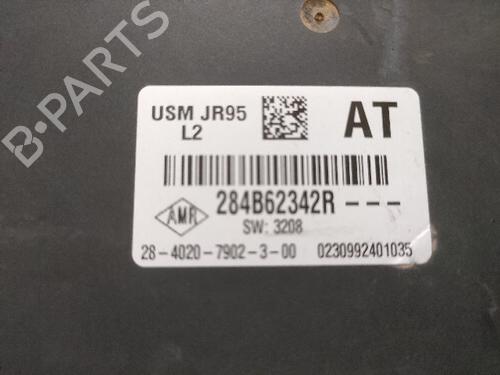 USM JR95
L2
AT
284B62342R---
AMR
SW: 3208
28-4020-7902-3-00 0230992401035
B-PARTS